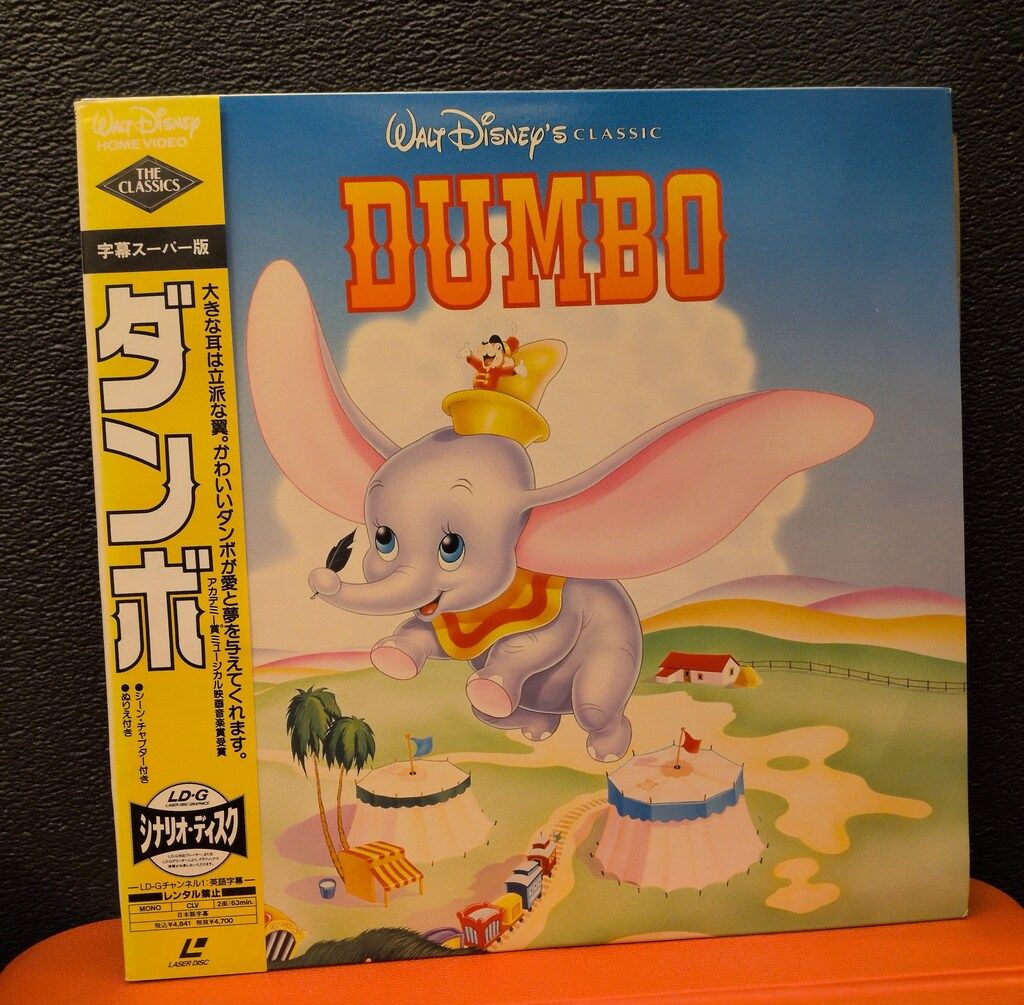 WALT DISNEY'S CLASSIC
DUMBO
WALT DISNEY
HOME VIDEO
THE
CLASSICS
字幕スーパー版
ダンボ
大きな耳は立派な翼。かわいいダンボが愛と夢を与えてくれます。
アカデミー賞ミュージカル映画音楽賞受賞
●シーン・チャプター付き
●ぬりえ付き
LD-G
LASER DISC GRAPHICS
シナリオ・ディスク
LD-Gチャンネル1:英語字幕
レンタル禁止
MONO CLV 2面/63min.
日本語字幕
税込¥4,841 税抜¥4,700
LASER DISC